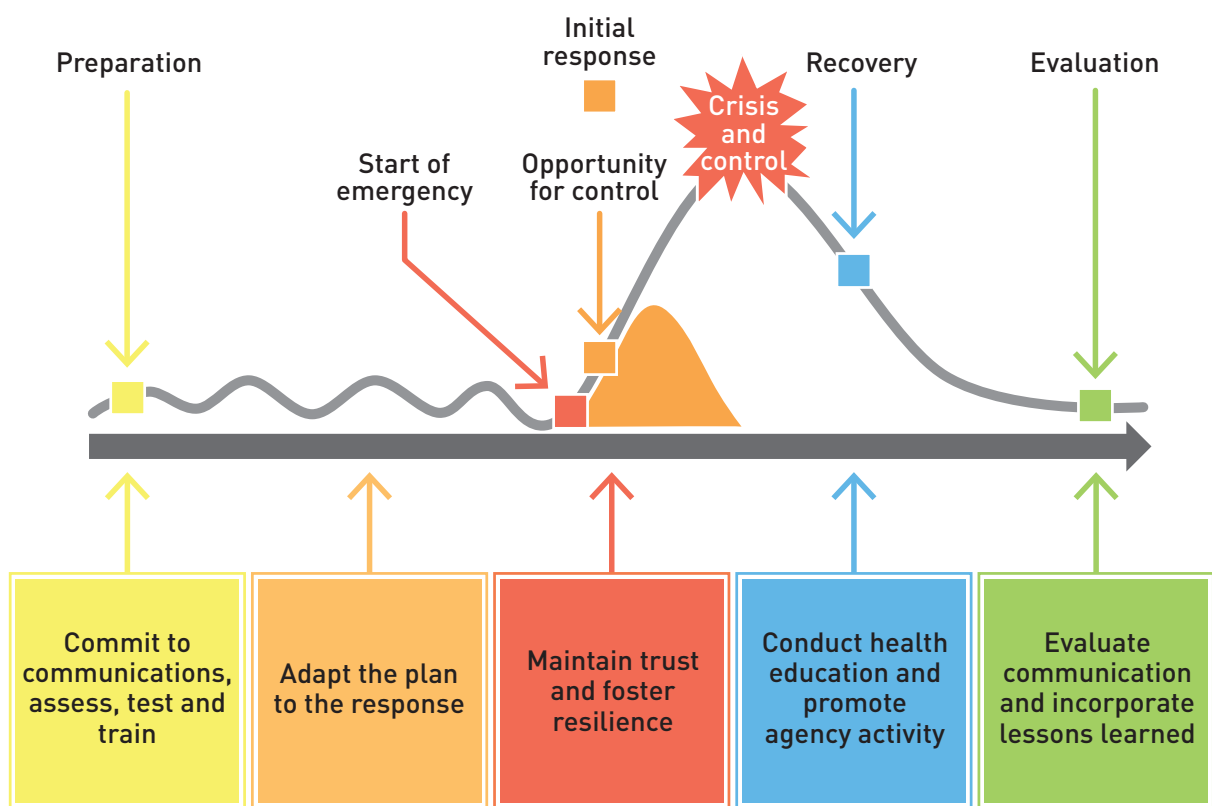 Preparation
Initial
response
Crisis
and
control
Recovery
Evaluation
Start of
emergency
Opportunity
for control
Commit to
communications,
assess, test and
train
Adapt the plan
to the response
Maintain trust
and foster
resilience
Conduct health
education and
promote
agency activity
Evaluate
communication
and incorporate
lessons learned